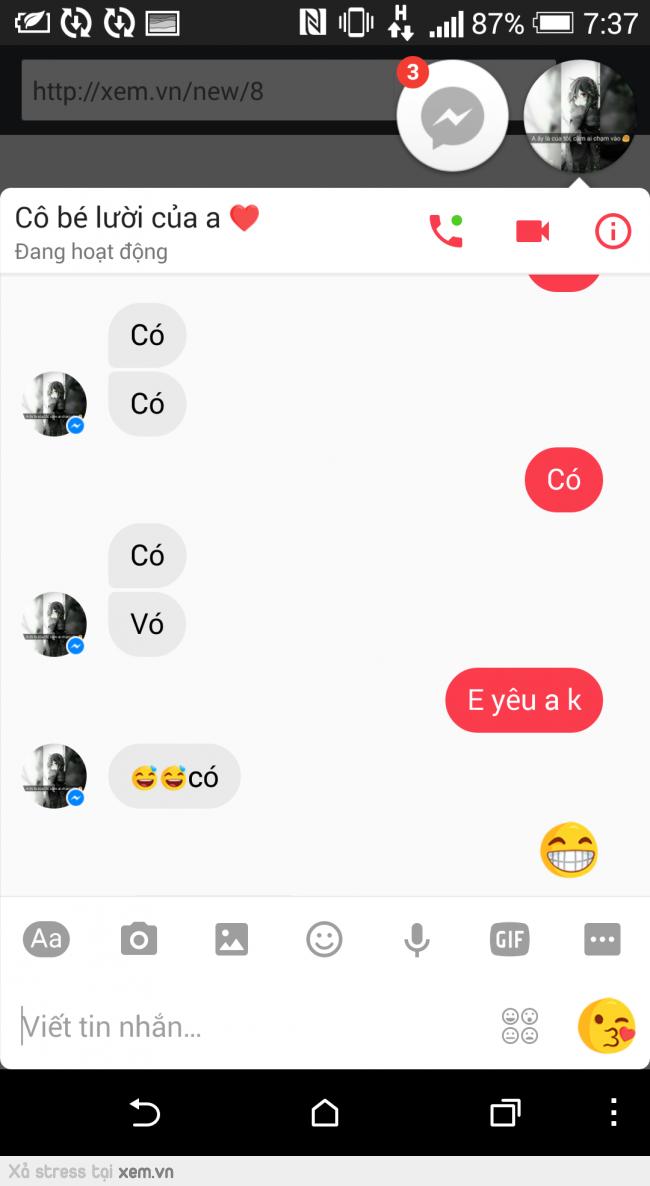 H
87%
7:37
http://xem.vn/new/8
3
A ấy là của tôi, cấm ai chạm vào
Cô bé lười của a ❤️
Đang hoạt động
Có
Có
Có
Có
Vó
E yêu a k
😅😅có
Aa
GIF
Viết tin nhắn...
Xả stress tại xem.vn